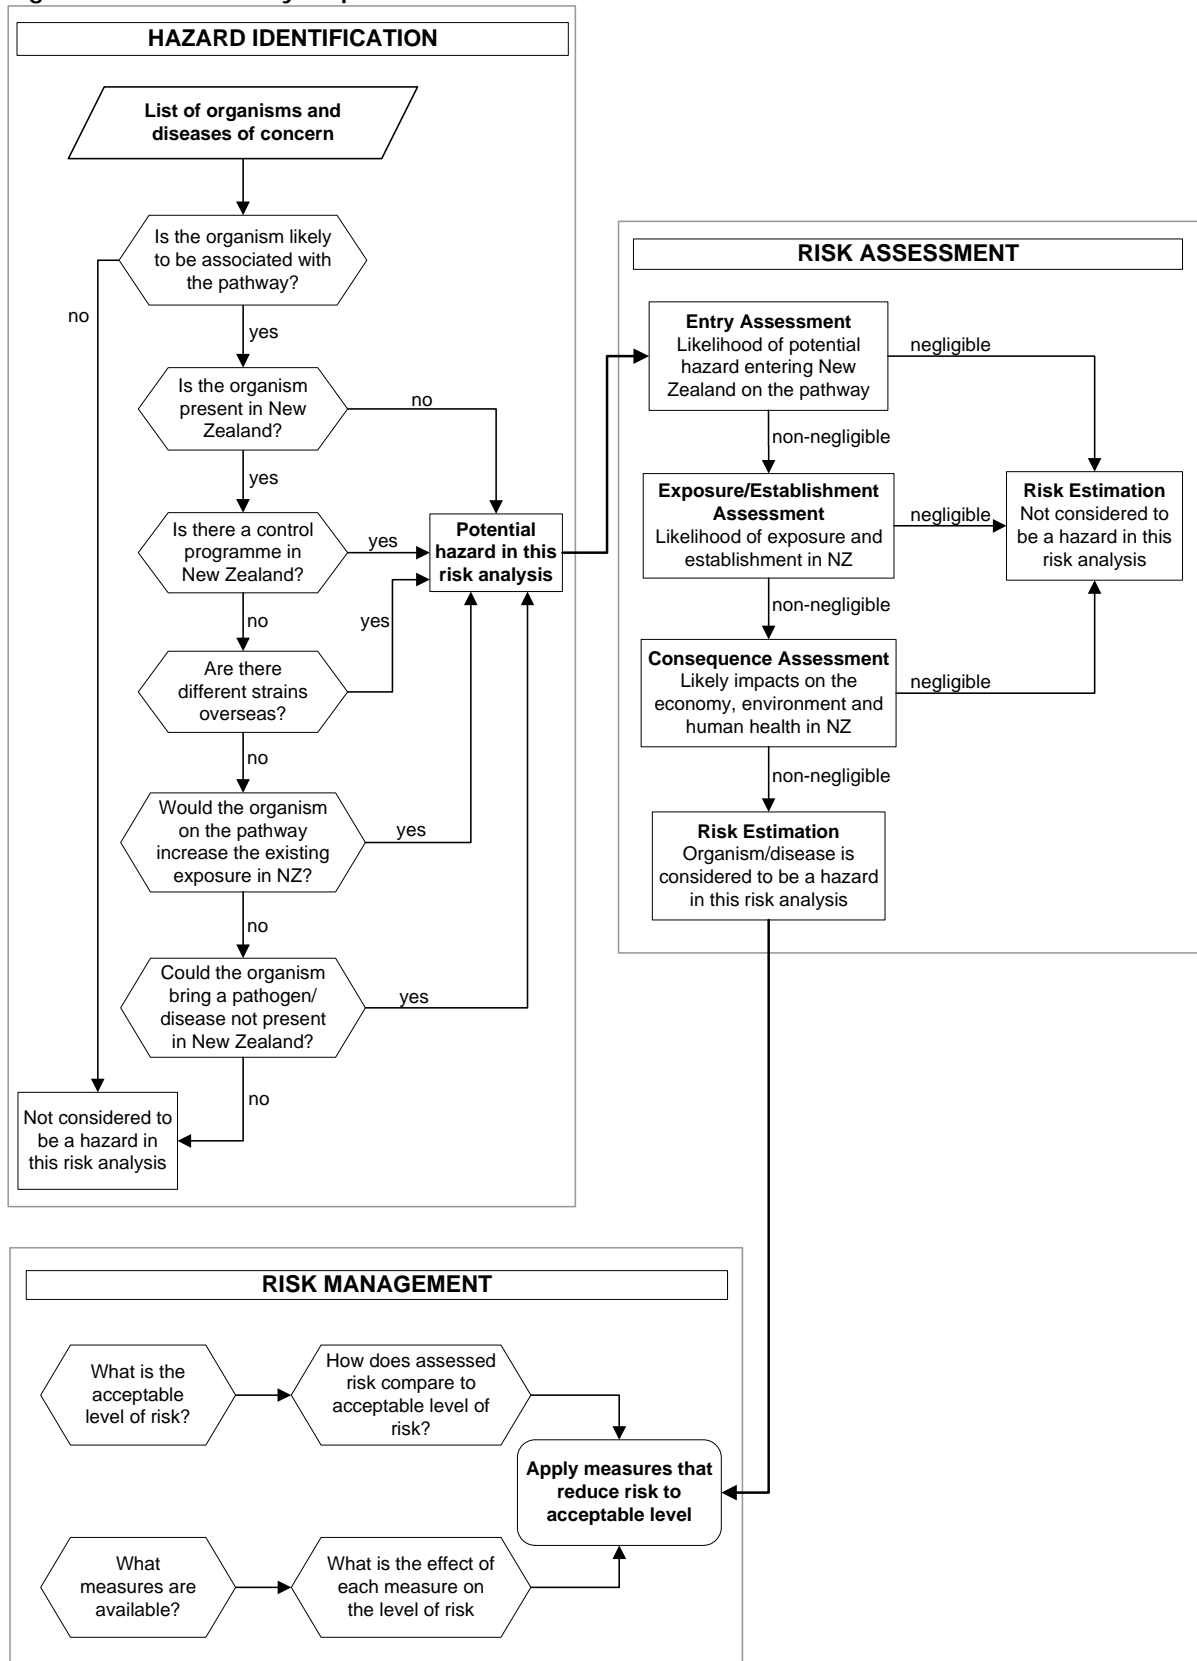 HAZARD IDENTIFICATION
List of organisms and
diseases of concern
Is the organism likely
to be associated with
the pathway?
no
yes
Is the organism
present in New
Zealand?
no
yes
Is there a control
programme in
New Zealand?
yes
Potential
hazard in this
risk analysis
no
yes
Are there
different strains
overseas?
no
Would the organism
on the pathway
increase the existing
exposure in NZ?
yes
no
Could the organism
bring a pathogen/
disease not present
in New Zealand?
yes
no
Not considered to
be a hazard in
this risk analysis
RISK ASSESSMENT
Entry Assessment
Likelihood of potential
hazard entering New
Zealand on the pathway
negligible
non-negligible
Exposure/Establishment
Assessment
Likelihood of exposure and
establishment in NZ
negligible
Risk Estimation
Not considered to
be a hazard in this
risk analysis
non-negligible
Consequence Assessment
Likely impacts on the
economy, environment and
human health in NZ
negligible
non-negligible
Risk Estimation
Organism/disease is
considered to be a hazard
in this risk analysis
RISK MANAGEMENT
What is the
acceptable
level of risk?
How does assessed
risk compare to
acceptable level of
risk?
Apply measures that
reduce risk to
acceptable level
What
measures are
available?
What is the effect of
each measure on
the level of risk